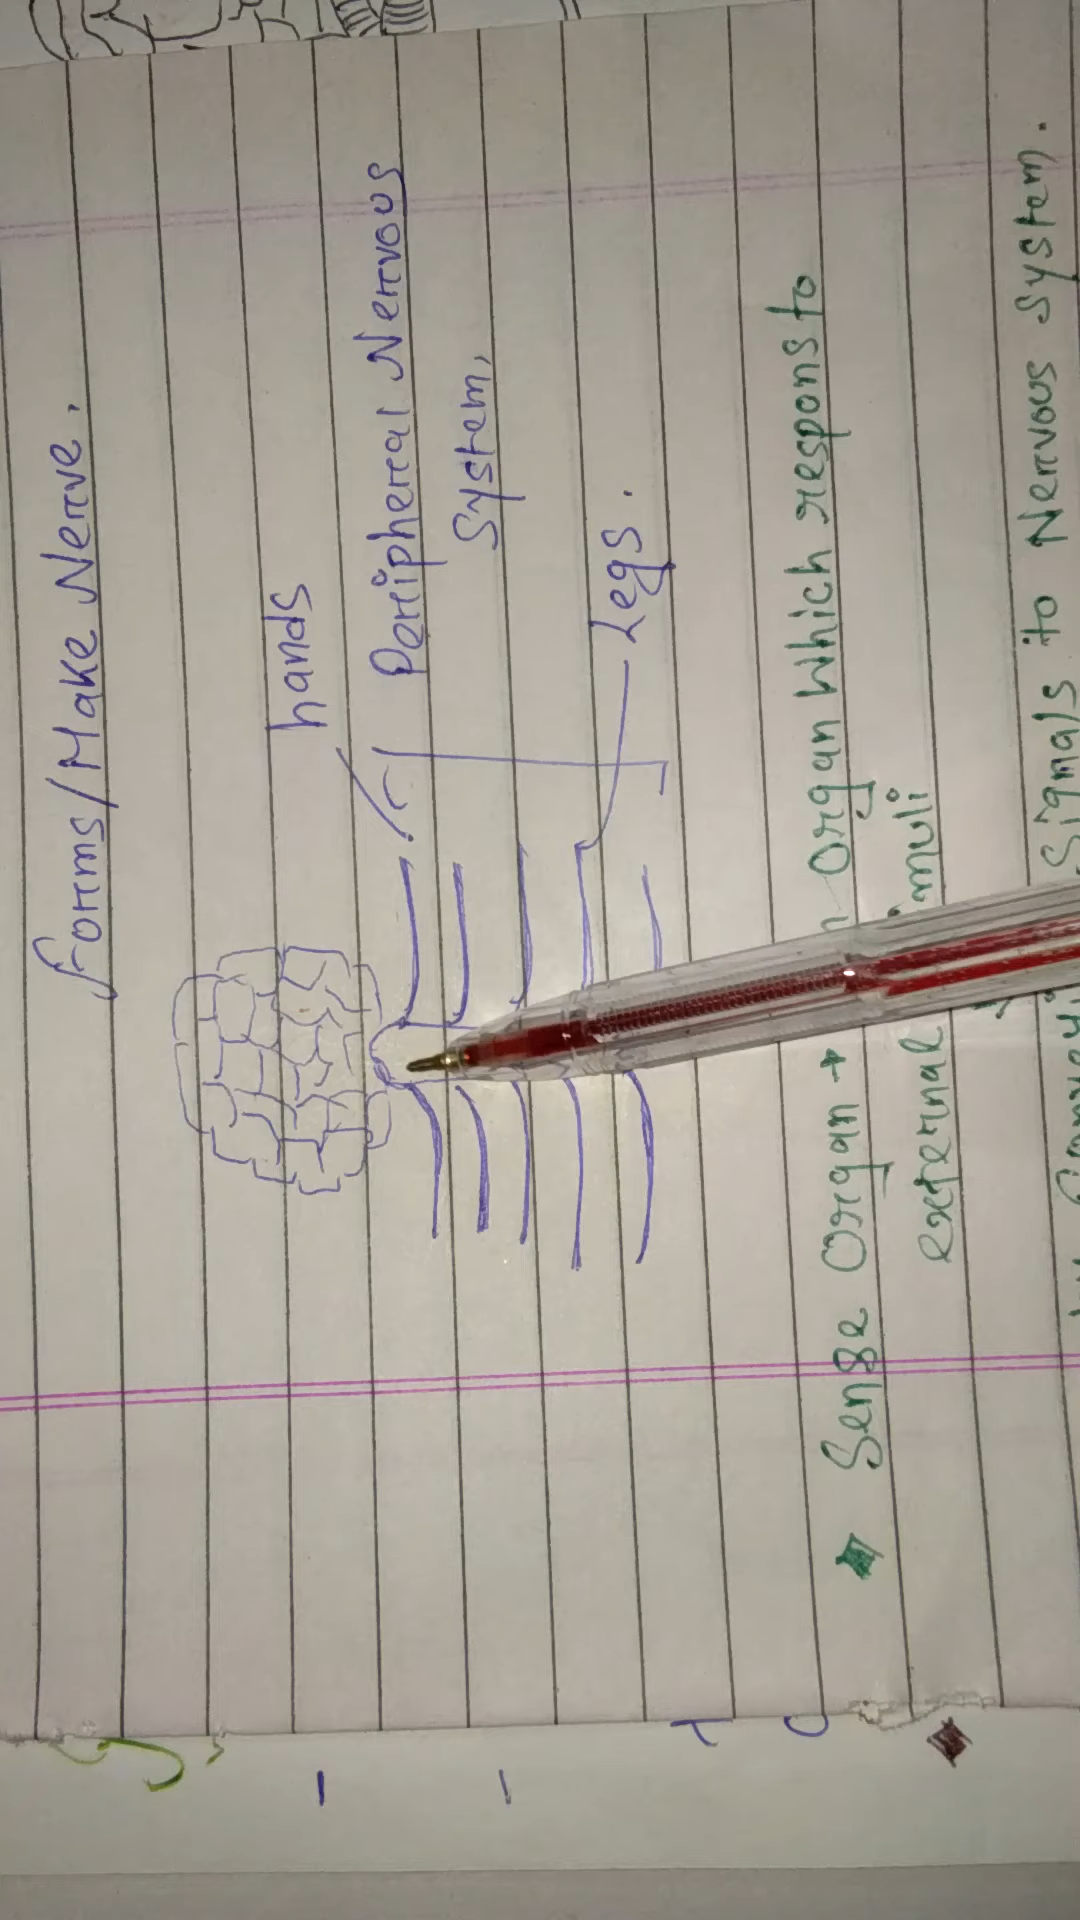 forms/Make Nerve.
hands
Peripheral Nervous
System,
Legs.
Sense Organ → Organ Which respons to
external
Signals to Nervous System.